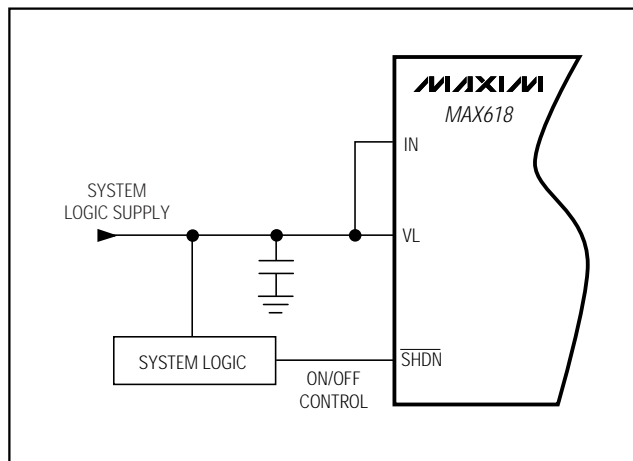 MAXIM
MAX618
IN
SYSTEM
LOGIC SUPPLY
VL
SYSTEM LOGIC
SHDN
ON/OFF
CONTROL